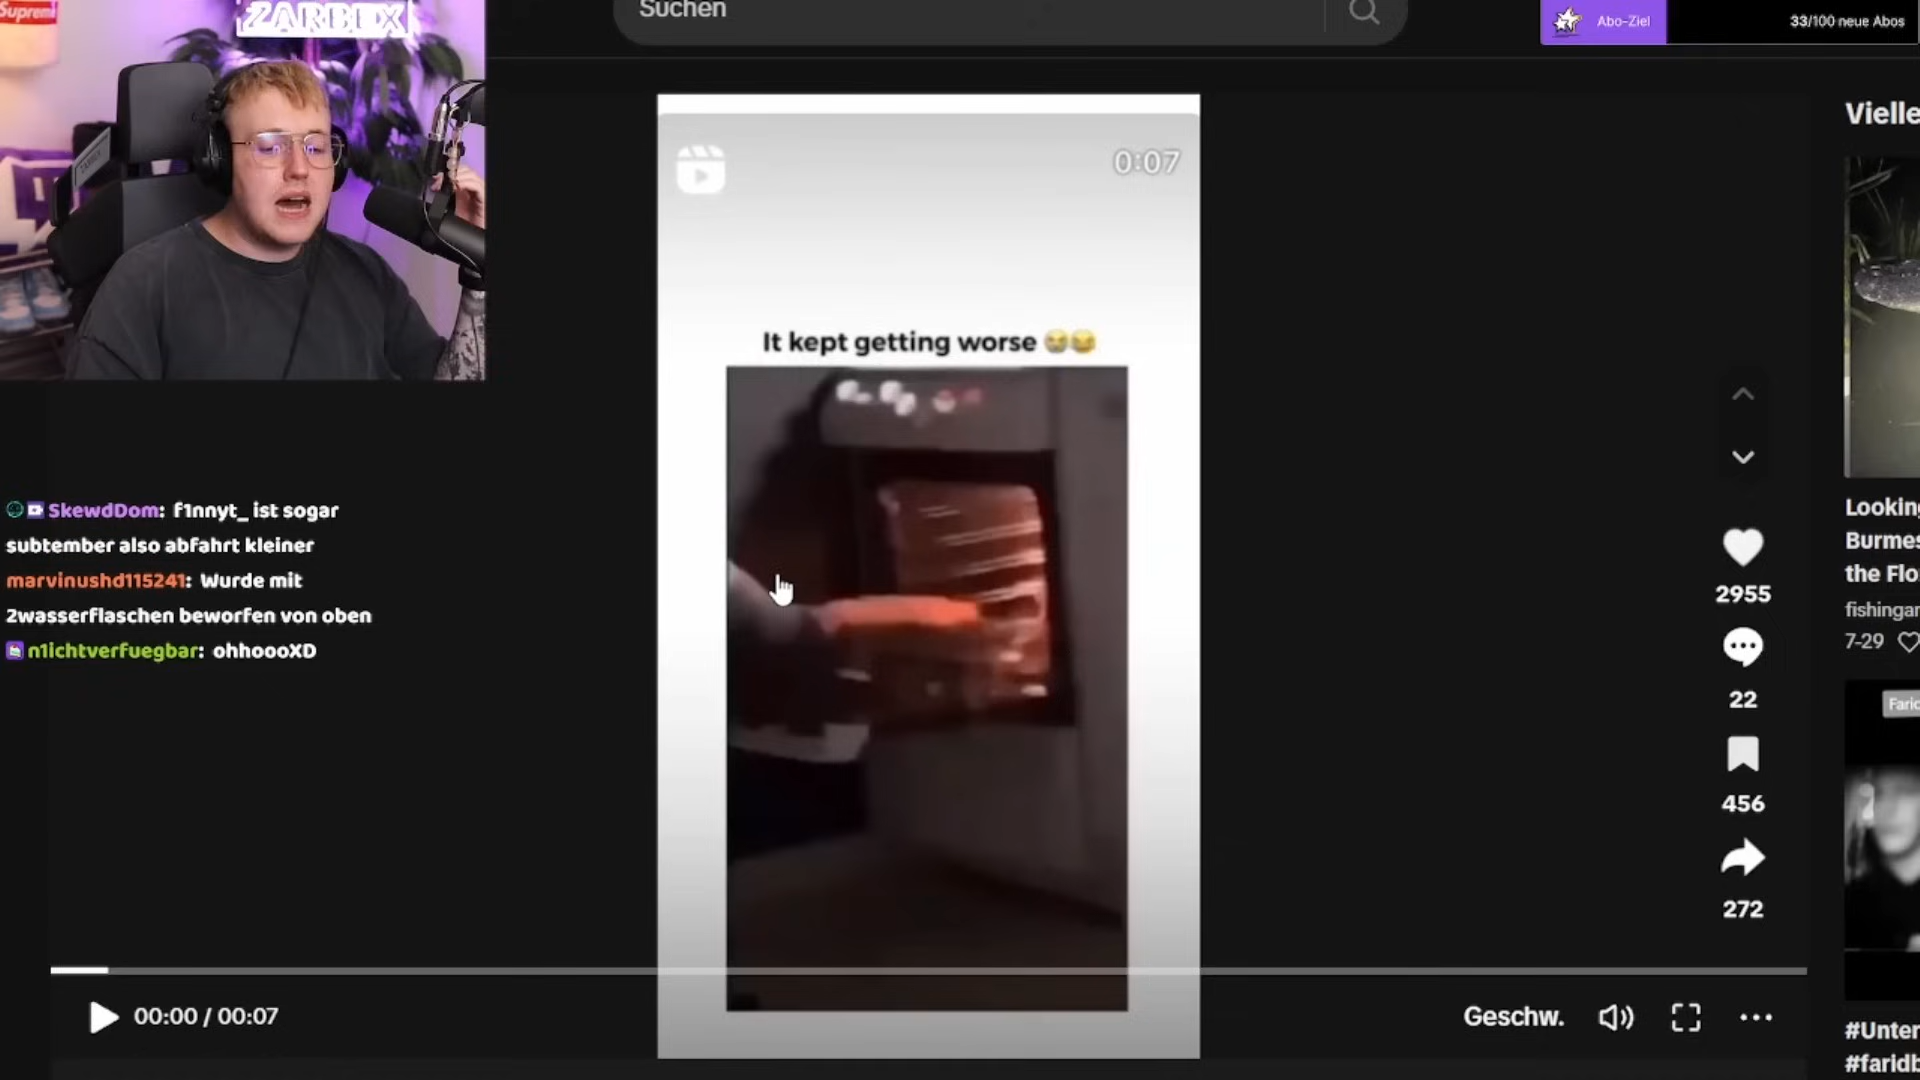 Supreme
ZARBEX
Suchen
Abo-Ziel
33/100 neue Abos
Vielle
0:07
It kept getting worse 😭😂
SkewdDom: f1nnyt_ ist sogar
subtember also abfahrt kleiner
marvinushd115241: Wurde mit
2wasserflaschen beworfen von oben
n1ichtverfuegbar: ohhoooXD
2955
22
456
272
Looking
Burmes
the Flo
fishingar
7-29
Farid
#Unter
#faridb
00:00 / 00:07
Geschw.